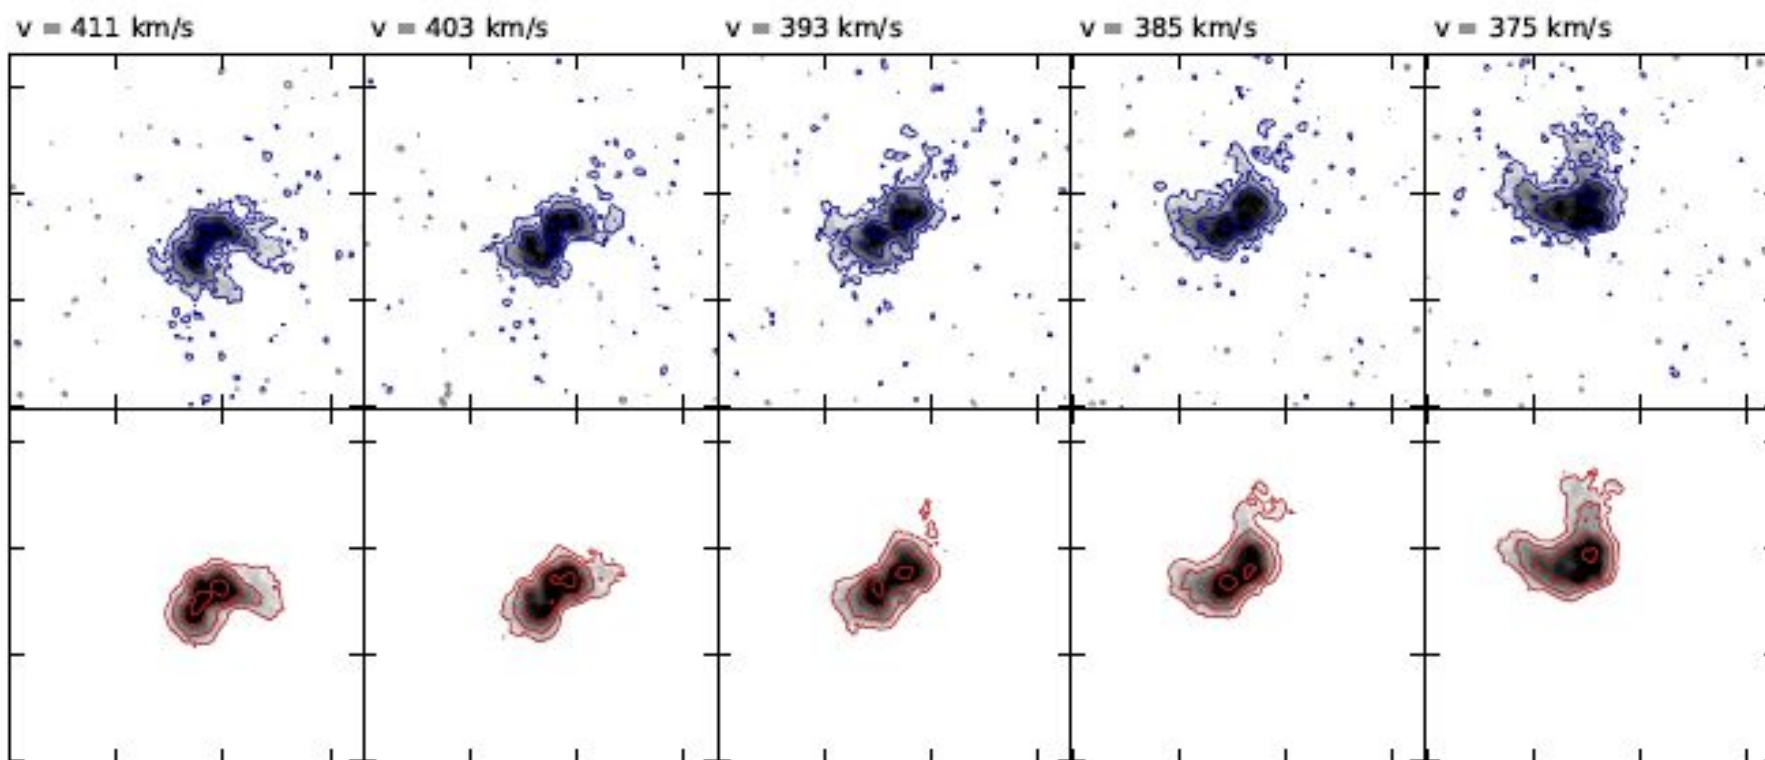 v = 411 km/s
v = 403 km/s
v = 393 km/s
v = 385 km/s
v = 375 km/s